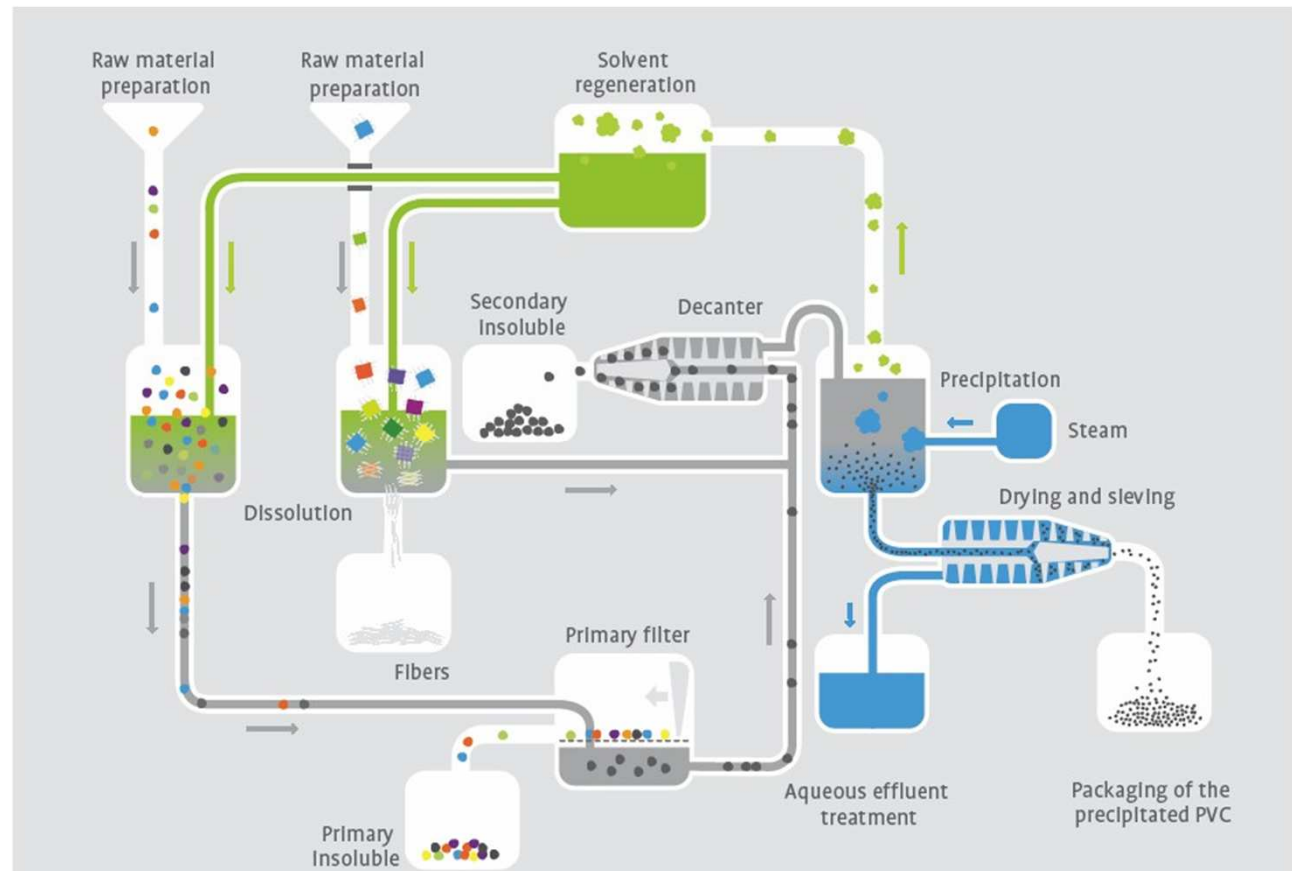 Raw material
preparation
Raw material
preparation
Solvent
regeneration
Secondary
Insoluble
Decanter
Precipitation
Steam
Dissolution
Drying and sieving
Fibers
Primary filter
Primary
Insoluble
Aqueous effluent
treatment
Packaging of the
precipitated PVC